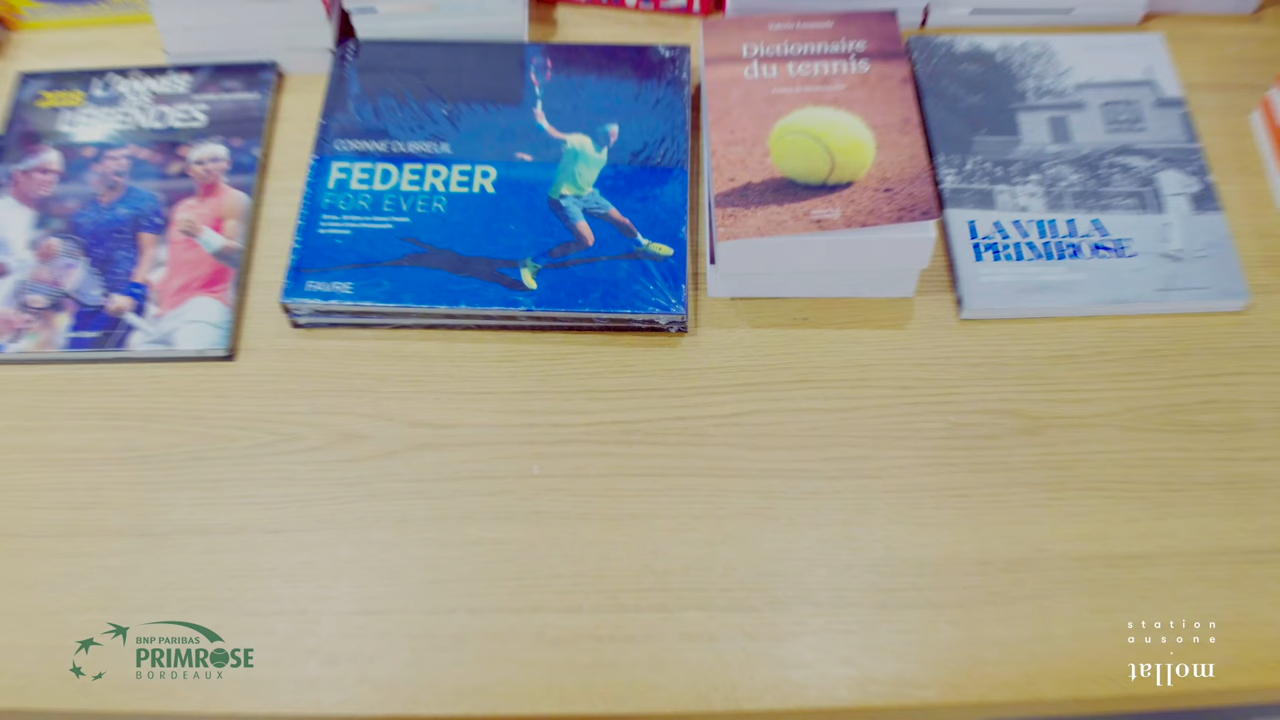 2018
L'ANNÉE
DES
LÉGENDES
CORINNE DUBREUIL
FEDERER
FOR EVER
FAVRE
Dictionnaire
du tennis
LA VILLA
PRIMROSE
BNP PARIBAS
PRIMROSE
BORDEAUX
station
ausone
mollat